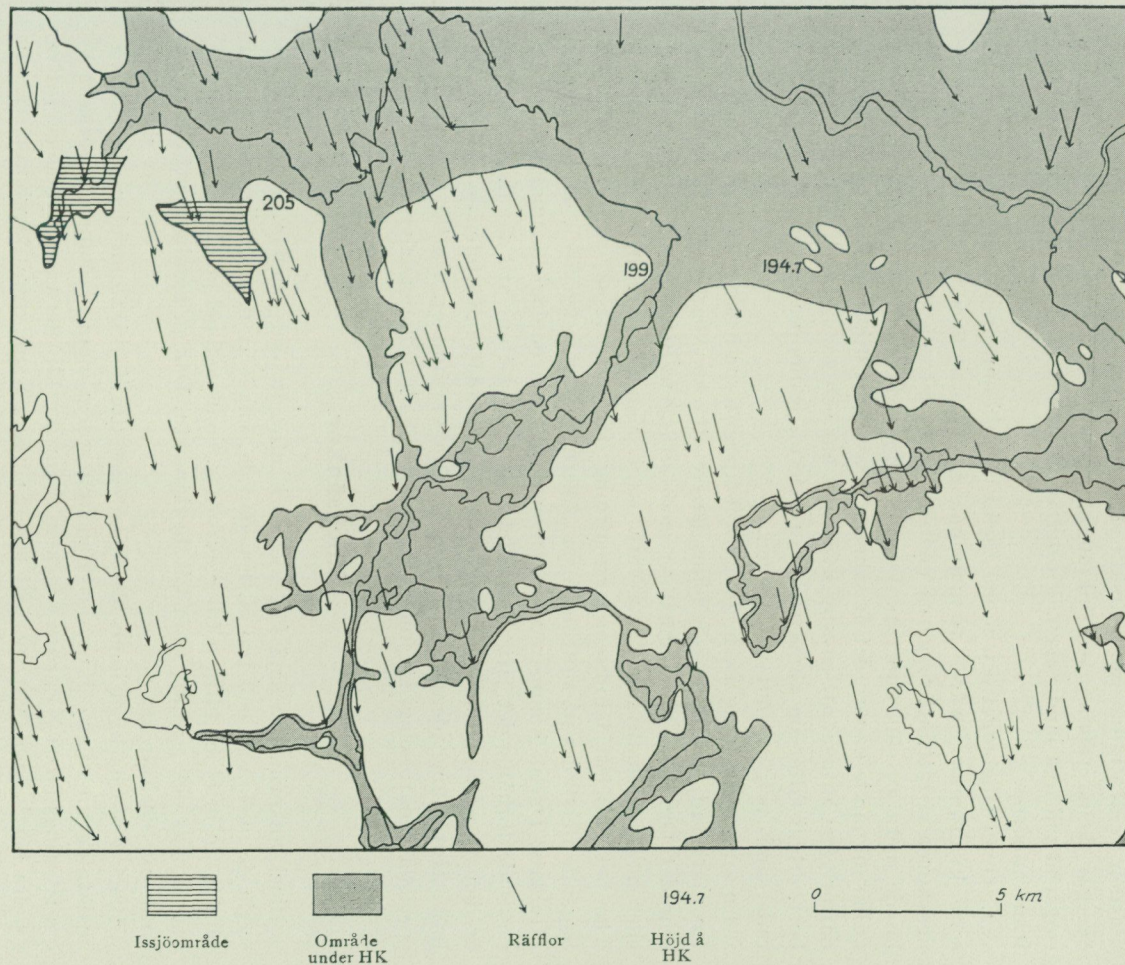 205
199
194.7
194.7
0 5 km
Issjöområde
Område
under HK
Räfflor
Höjd å
HK